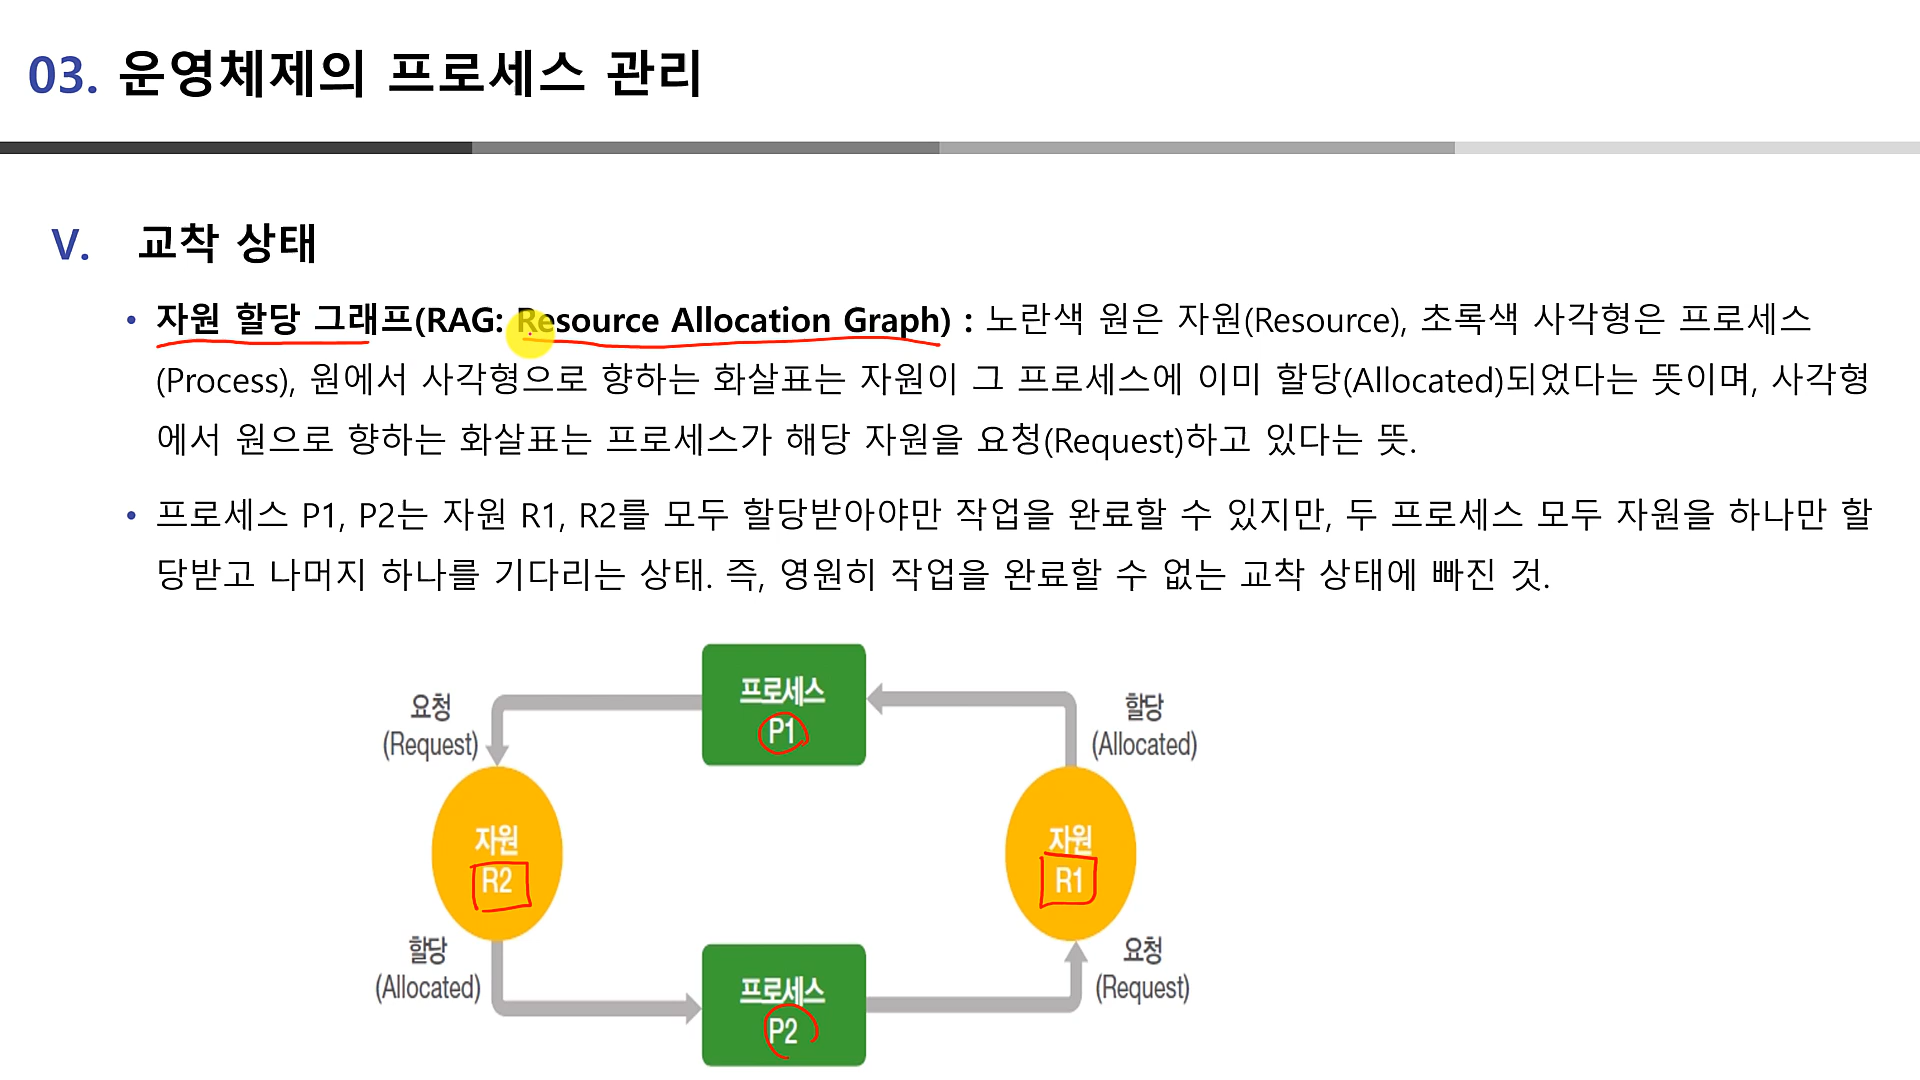 03. 운영체제의 프로세스 관리
V. 교착 상태
• 자원 할당 그래프(RAG: Resource Allocation Graph) : 노란색 원은 자원(Resource), 초록색 사각형은 프로세스
(Process), 원에서 사각형으로 향하는 화살표는 자원이 그 프로세스에 이미 할당(Allocated)되었다는 뜻이며, 사각형
에서 원으로 향하는 화살표는 프로세스가 해당 자원을 요청(Request)하고 있다는 뜻.
• 프로세스 P1, P2는 자원 R1, R2를 모두 할당받아야만 작업을 완료할 수 있지만, 두 프로세스 모두 자원을 하나만 할
당받고 나머지 하나를 기다리는 상태. 즉, 영원히 작업을 완료할 수 없는 교착 상태에 빠진 것.
프로세스
P1
요청
(Request)
할당
(Allocated)
자원
R2
자원
R1
할당
(Allocated)
요청
(Request)
프로세스
P2